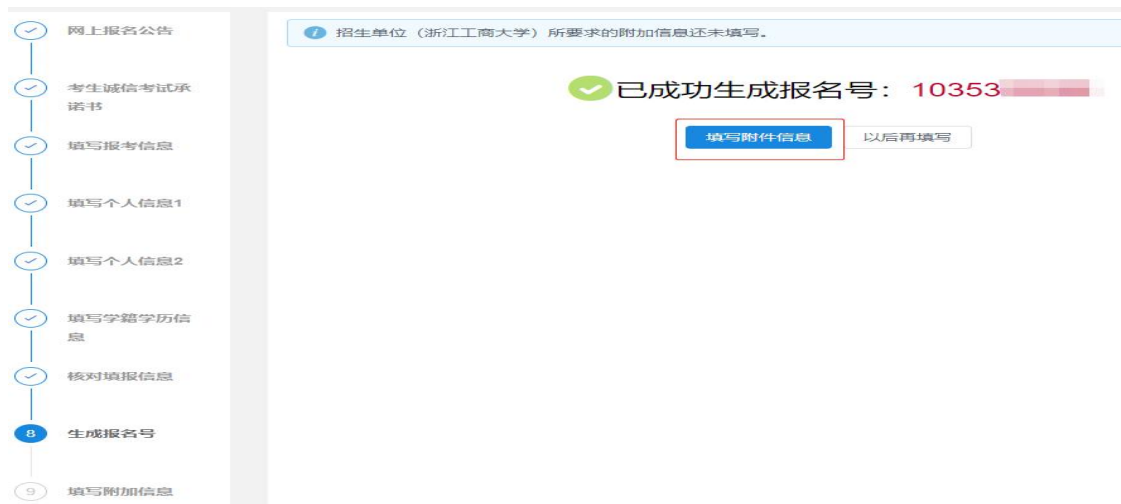 网上报名公告
考生诚信考试承
诺书
填写报考信息
填写个人信息1
填写个人信息2
填写学籍学历信
息
核对填报信息
8 生成报名号
9 填写附加信息
招生单位（浙江工商大学）所要求的附加信息还未填写。
已成功生成报名号：10353
填写附件信息 以后再填写